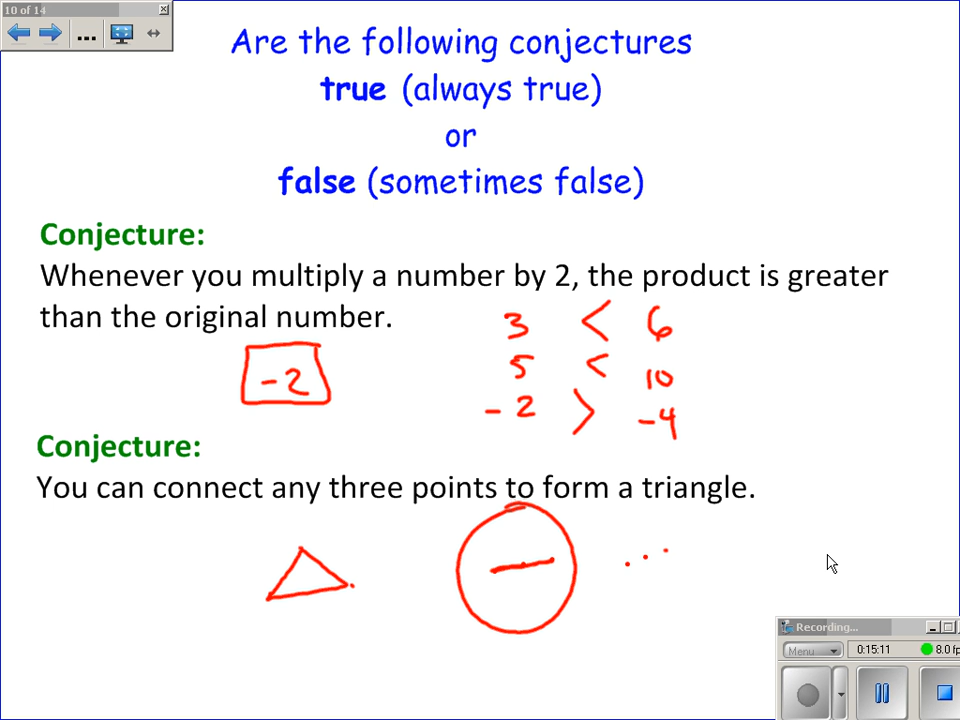 10 of 14
Are the following conjectures
true (always true)
or
false (sometimes false)
Conjecture:
Whenever you multiply a number by 2, the product is greater
than the original number.
3 < 6
5 < 10
-2
-2 > -4
Conjecture:
You can connect any three points to form a triangle.
Recording...
Menu
0:15:11
8.0 fp